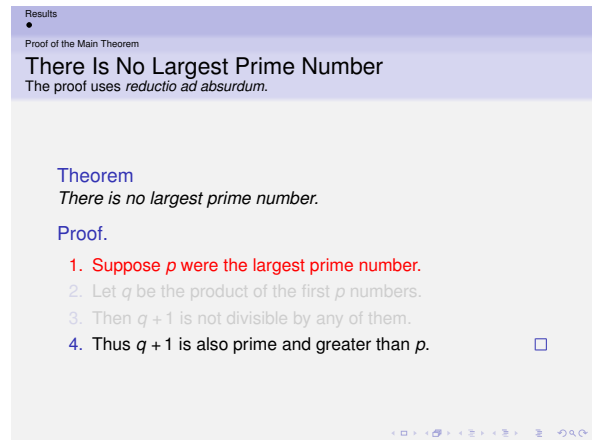 Results
Proof of the Main Theorem
There Is No Largest Prime Number
The proof uses reductio ad absurdum.
Theorem
There is no largest prime number.
Proof.
1. Suppose p were the largest prime number.
2. Let q be the product of the first p numbers.
3. Then q + 1 is not divisible by any of them.
4. Thus q + 1 is also prime and greater than p.